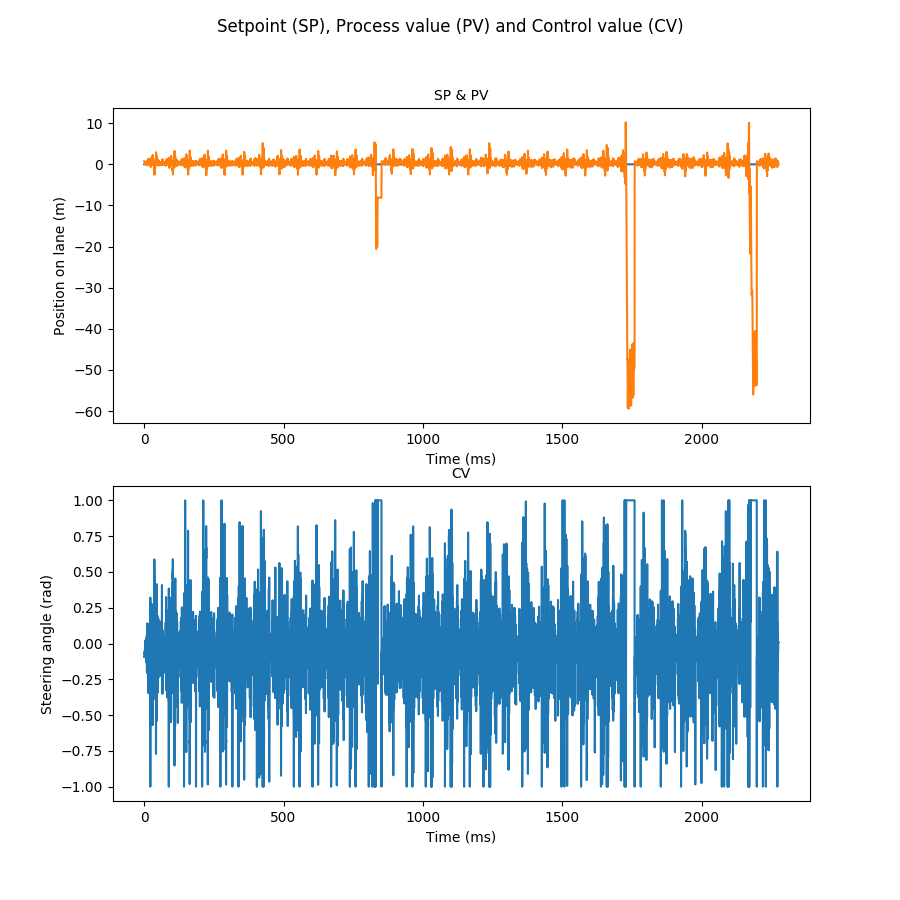 Setpoint (SP), Process value (PV) and Control value (CV)
SP & PV
10
0
−10
−20
−30
−40
−50
−60
Position on lane (m)
0 500 1000 1500 2000
Time (ms)
CV
1.00
0.75
0.50
0.25
0.00
−0.25
−0.50
−0.75
−1.00
Steering angle (rad)
0 500 1000 1500 2000
Time (ms)